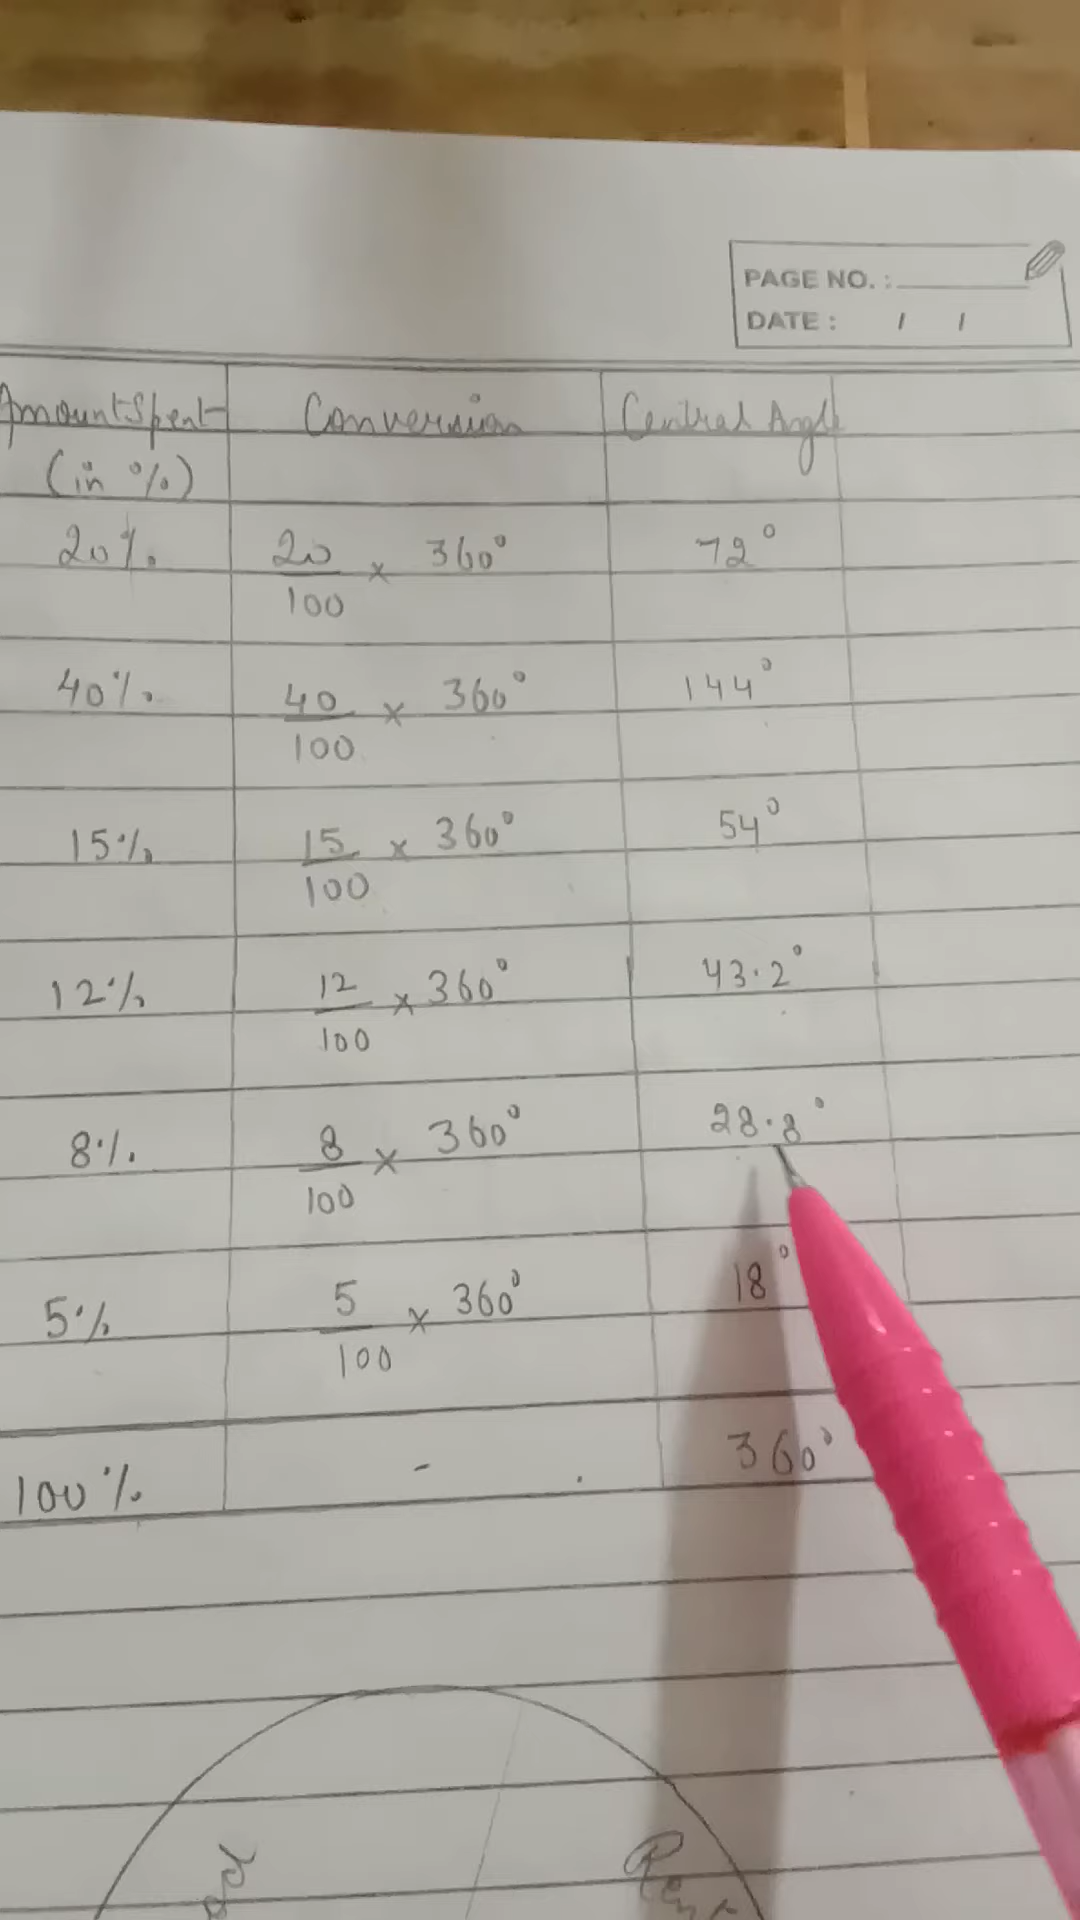 PAGE NO. :
DATE : / /
Amount Spent Conversion Central Angle
(in %)
20% 20/100 × 360° 72°
40% 40/100 × 360° 144°
15% 15/100 × 360° 54°
12% 12/100 × 360° 43.2°
8% 8/100 × 360° 28.8°
5% 5/100 × 360° 18°
100% - 360°